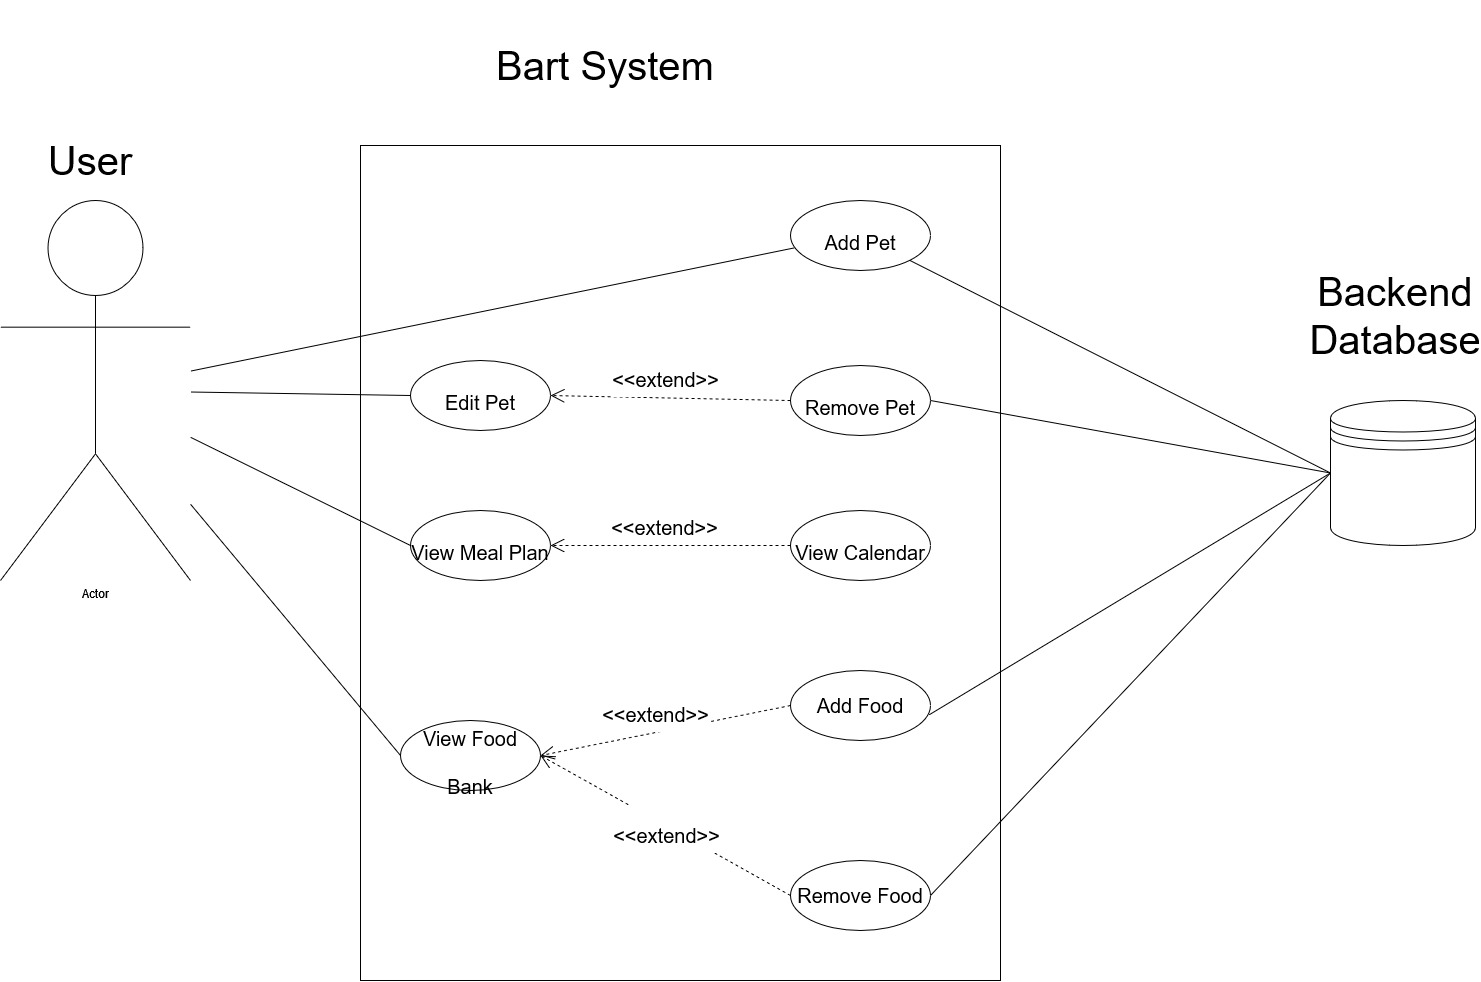 Bart System
User
Add Pet
Backend
Database
Edit Pet
<<extend>>
Remove Pet
View Meal Plan
<<extend>>
View Calendar
Actor
View Food
Bank
<<extend>>
Add Food
<<extend>>
Remove Food